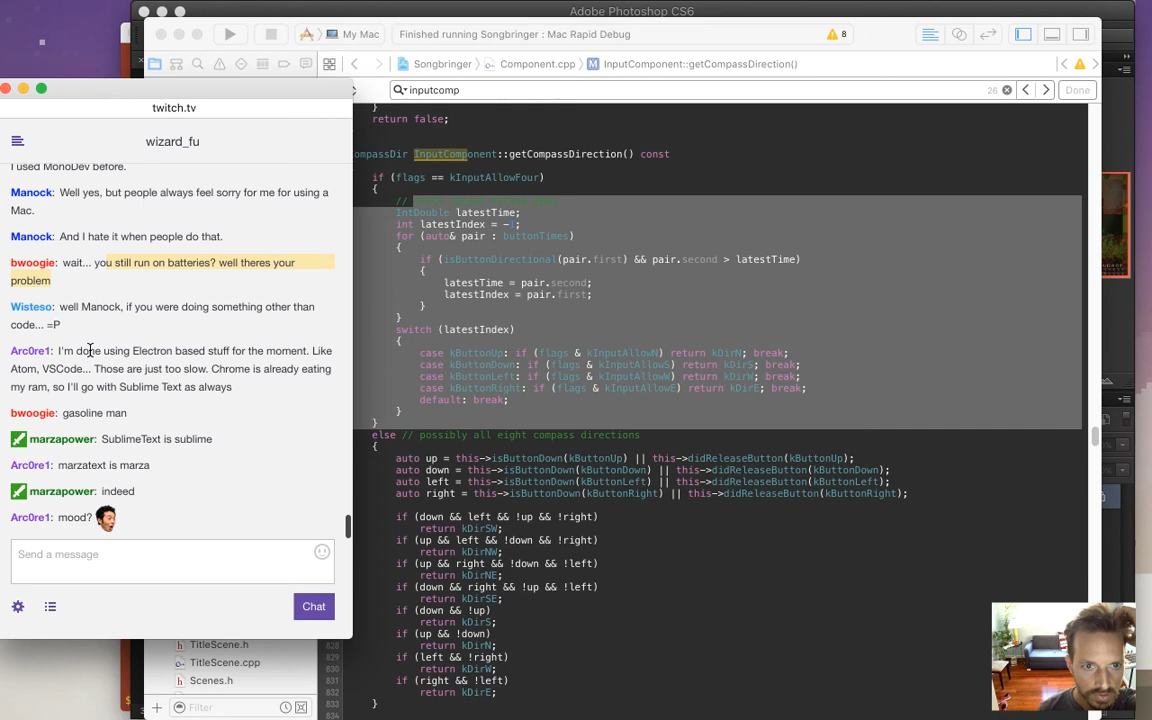 Adobe Photoshop CS6
My Mac
Finished running Songbringer : Mac Rapid Debug
8
Songbringer
Component.cpp
InputComponent::getCompassDirection()
inputcomp
26
Done
twitch.tv
wizard_fu
I used MonoDev before.
Manock: Well yes, but people always feel sorry for me for using a
Mac.
Manock: And I hate it when people do that.
bwoogie: wait... you still run on batteries? well theres your
problem
Wisteso: well Manock, if you were doing something other than
code... =P
Arc0re1: I'm done using Electron based stuff for the moment. Like
Atom, VSCode... Those are just too slow. Chrome is already eating
my ram, so I'll go with Sublime Text as always
bwoogie: gasoline man
marzapower: SublimeText is sublime
Arc0re1: marzatext is marza
marzapower: indeed
Arc0re1: mood?
Send a message
Chat
TitleScene.h
TitleScene.cpp
Scenes.h
Filter
}
return false;
ompassDir InputComponent::getCompassDirection() const
if (flags == kInputAllowFour)
{
//
IntDouble latestTime;
int latestIndex = -1;
for (auto& pair : buttonTimes)
{
if (isButtonDirectional(pair.first) && pair.second > latestTime)
{
latestTime = pair.second;
latestIndex = pair.first;
}
}
switch (latestIndex)
{
case kButtonUp: if (flags & kInputAllowN) return kDirN; break;
case kButtonDown: if (flags & kInputAllowS) return kDirS; break;
case kButtonLeft: if (flags & kInputAllowW) return kDirW; break;
case kButtonRight: if (flags & kInputAllowE) return kDirE; break;
default: break;
}
}
else // possibly all eight compass directions
{
auto up = this->isButtonDown(kButtonUp) || this->didReleaseButton(kButtonUp);
auto down = this->isButtonDown(kButtonDown) || this->didReleaseButton(kButtonDown);
auto left = this->isButtonDown(kButtonLeft) || this->didReleaseButton(kButtonLeft);
auto right = this->isButtonDown(kButtonRight) || this->didReleaseButton(kButtonRight);
if (down && left && !up && !right)
return kDirSW;
if (up && left && !down && !right)
return kDirNW;
if (up && right && !down && !left)
return kDirNE;
if (down && right && !up && !left)
return kDirSE;
if (down && !up)
return kDirS;
if (up && !down)
828 return kDirN;
829 if (left && !right)
830 return kDirW;
831 if (right && !left)
832 return kDirE;
833 }
834